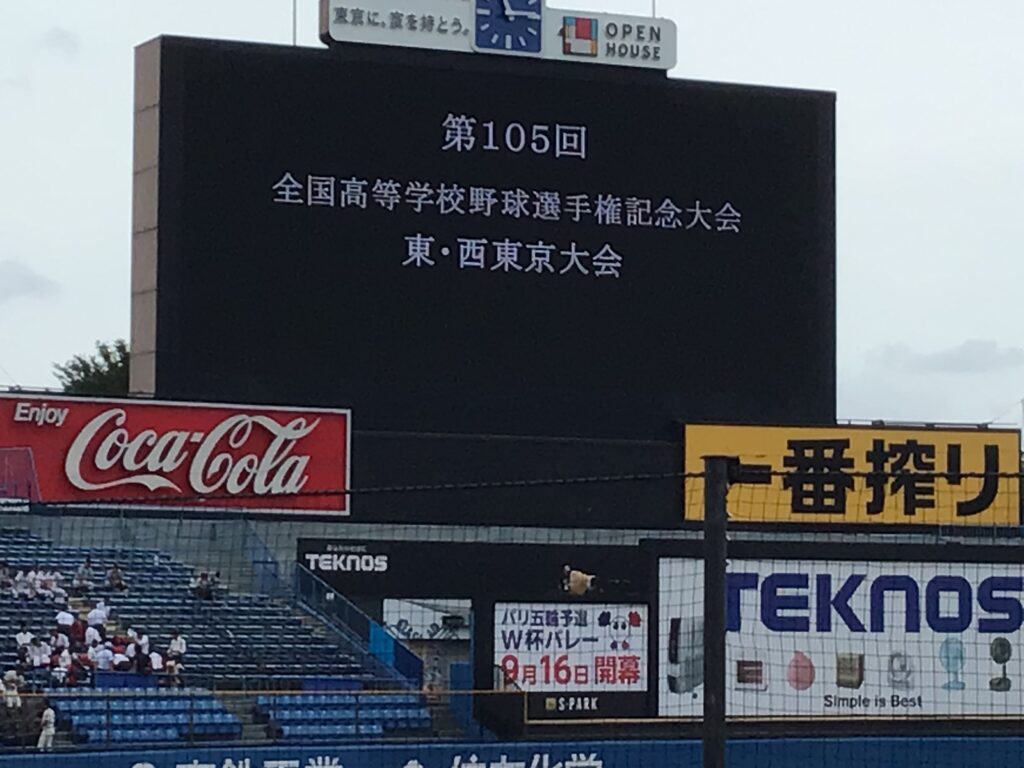 東京に、家を持とう。
OPEN
HOUSE
第105回
全国高等学校野球選手権記念大会
東・西東京大会
Enjoy
Coca-Cola
一番搾り
TEKNOS
パリ五輪予選
W杯バレー
9月16日 開幕
S-PARK
TEKNOS
Simple is Best